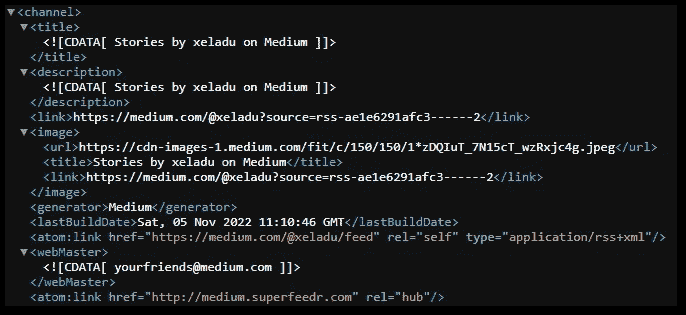 <channel>
<title>
<![CDATA[ Stories by xeladu on Medium ]]>
</title>
<description>
<![CDATA[ Stories by xeladu on Medium ]]>
</description>
<link>https://medium.com/@xeladu?source=rss-ae1e6291afc3------2</link>
<image>
<url>https://cdn-images-1.medium.com/fit/c/150/150/1*zDQIuT_7N15cT_wzRxjc4g.jpeg</url>
<title>Stories by xeladu on Medium</title>
<link>https://medium.com/@xeladu?source=rss-ae1e6291afc3------2</link>
</image>
<generator>Medium</generator>
<lastBuildDate>Sat, 05 Nov 2022 11:10:46 GMT</lastBuildDate>
<atom:link href="https://medium.com/@xeladu/feed" rel="self" type="application/rss+xml"/>
<webMaster>
<![CDATA[ yourfriends@medium.com ]]>
</webMaster>
<atom:link href="http://medium.superfeedr.com" rel="hub"/>